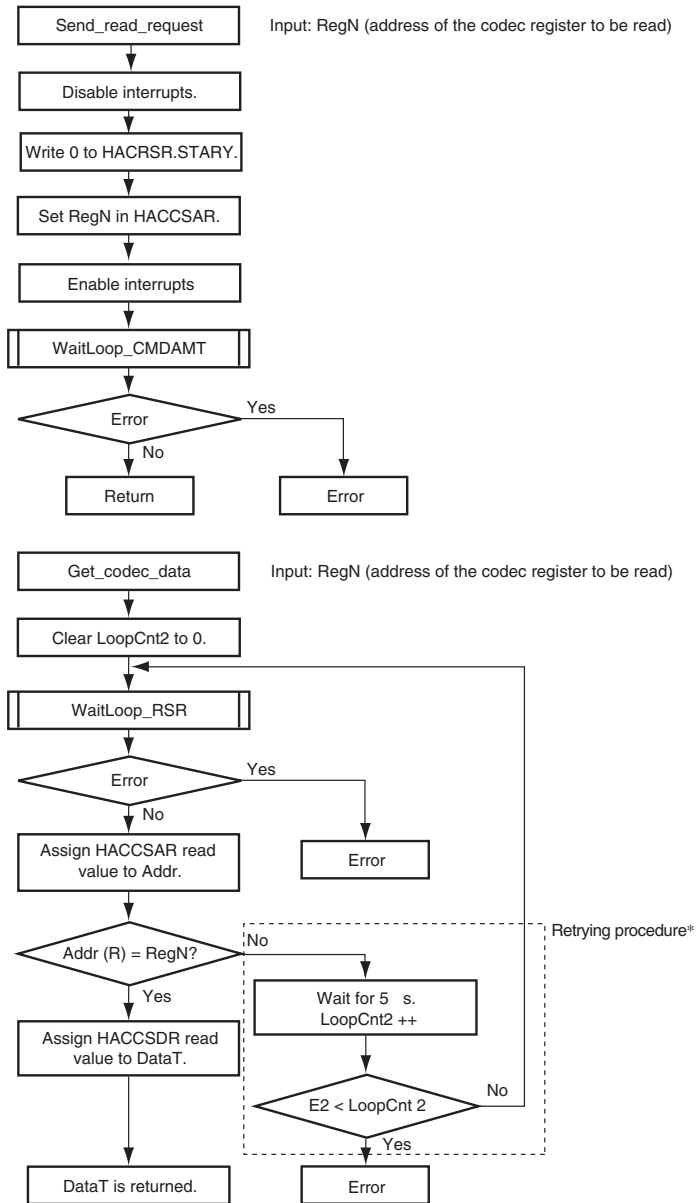 Send_read_request
Input: RegN (address of the codec register to be read)
Disable interrupts.
Write 0 to HACRSR.STARY.
Set RegN in HACCSAR.
Enable interrupts
WaitLoop_CMDAMT
Error
Yes
No
Return
Error
Get_codec_data
Input: RegN (address of the codec register to be read)
Clear LoopCnt2 to 0.
WaitLoop_RSR
Error
Yes
No
Assign HACCSAR read
value to Addr.
Error
Retrying procedure*
Addr (R) = RegN?
No
Yes
Wait for 5 s.
LoopCnt2 ++
Assign HACCSDR read
value to DataT.
E2 < LoopCnt 2
No
Yes
DataT is returned.
Error